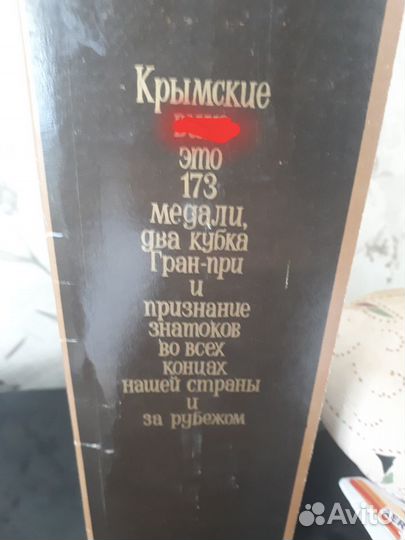 Крымские
это
173
медали,
два кубка
Гран-при
и
признание
знатоков
во всех
концах
нашей страны
и
за рубежом
Avito